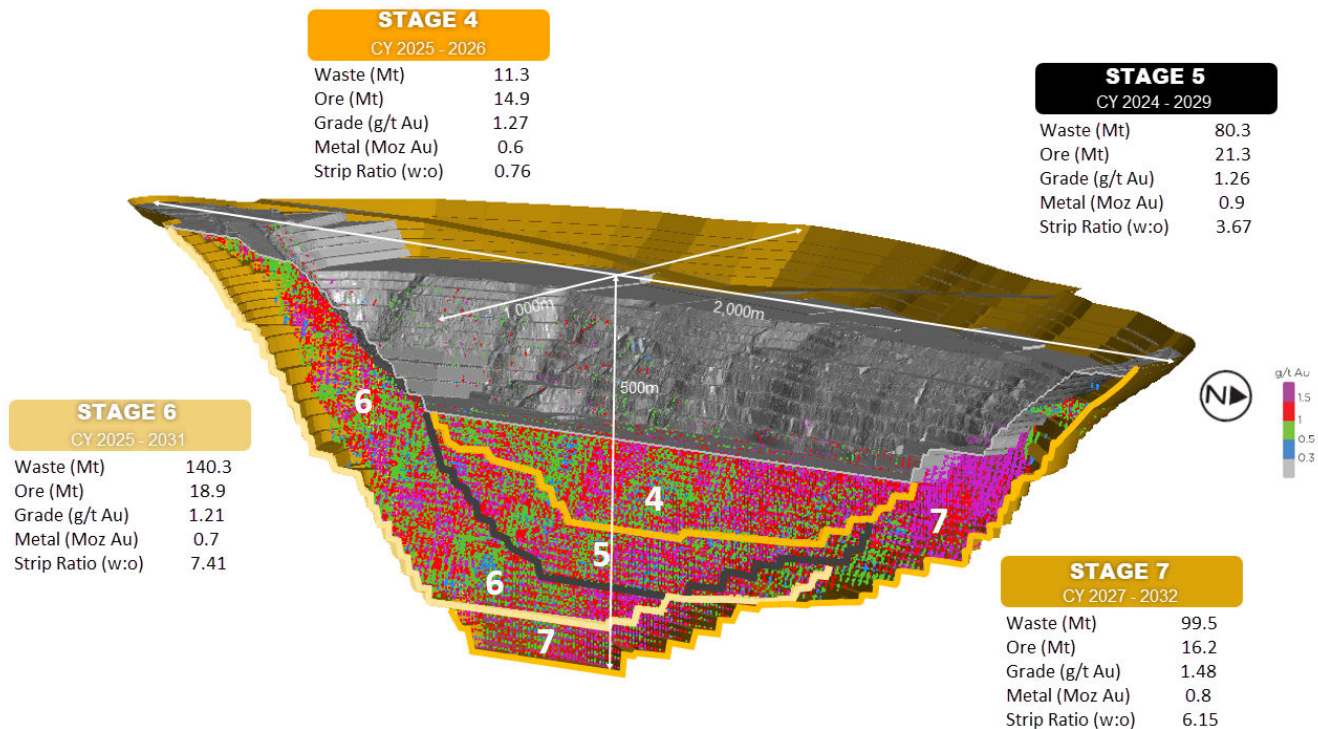 STAGE 4
CY 2025 - 2026
Waste (Mt) 11.3
Ore (Mt) 14.9
Grade (g/t Au) 1.27
Metal (Moz Au) 0.6
Strip Ratio (w:o) 0.76
STAGE 5
CY 2024 - 2029
Waste (Mt) 80.3
Ore (Mt) 21.3
Grade (g/t Au) 1.26
Metal (Moz Au) 0.9
Strip Ratio (w:o) 3.67
1,000m
2,000m
500m
N
g/t Au
1.5
1
0.5
0.3
6
4
7
5
6
7
STAGE 6
CY 2025 - 2031
Waste (Mt) 140.3
Ore (Mt) 18.9
Grade (g/t Au) 1.21
Metal (Moz Au) 0.7
Strip Ratio (w:o) 7.41
STAGE 7
CY 2027 - 2032
Waste (Mt) 99.5
Ore (Mt) 16.2
Grade (g/t Au) 1.48
Metal (Moz Au) 0.8
Strip Ratio (w:o) 6.15